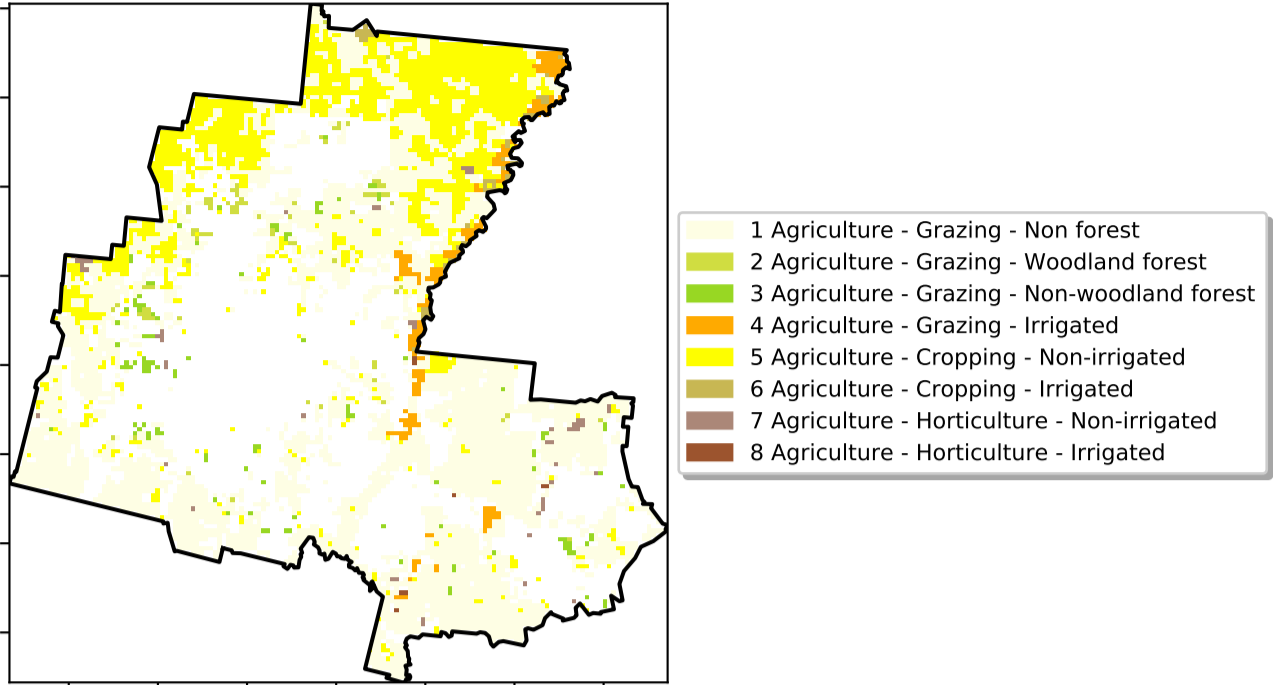 1 Agriculture - Grazing - Non forest
2 Agriculture - Grazing - Woodland forest
3 Agriculture - Grazing - Non-woodland forest
4 Agriculture - Grazing - Irrigated
5 Agriculture - Cropping - Non-irrigated
6 Agriculture - Cropping - Irrigated
7 Agriculture - Horticulture - Non-irrigated
8 Agriculture - Horticulture - Irrigated